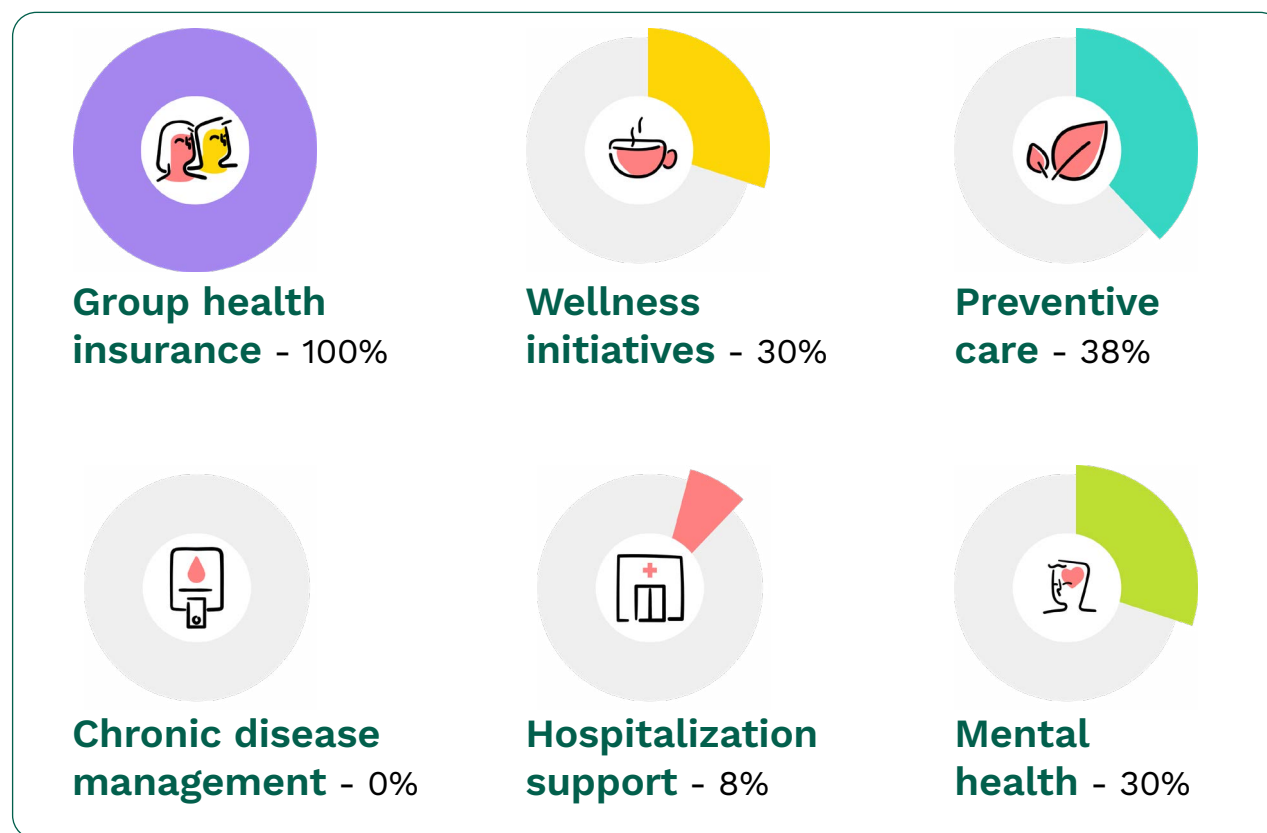 Group health
insurance - 100%
Wellness
initiatives - 30%
Preventive
care - 38%
Chronic disease
management - 0%
Hospitalization
support - 8%
Mental
health - 30%